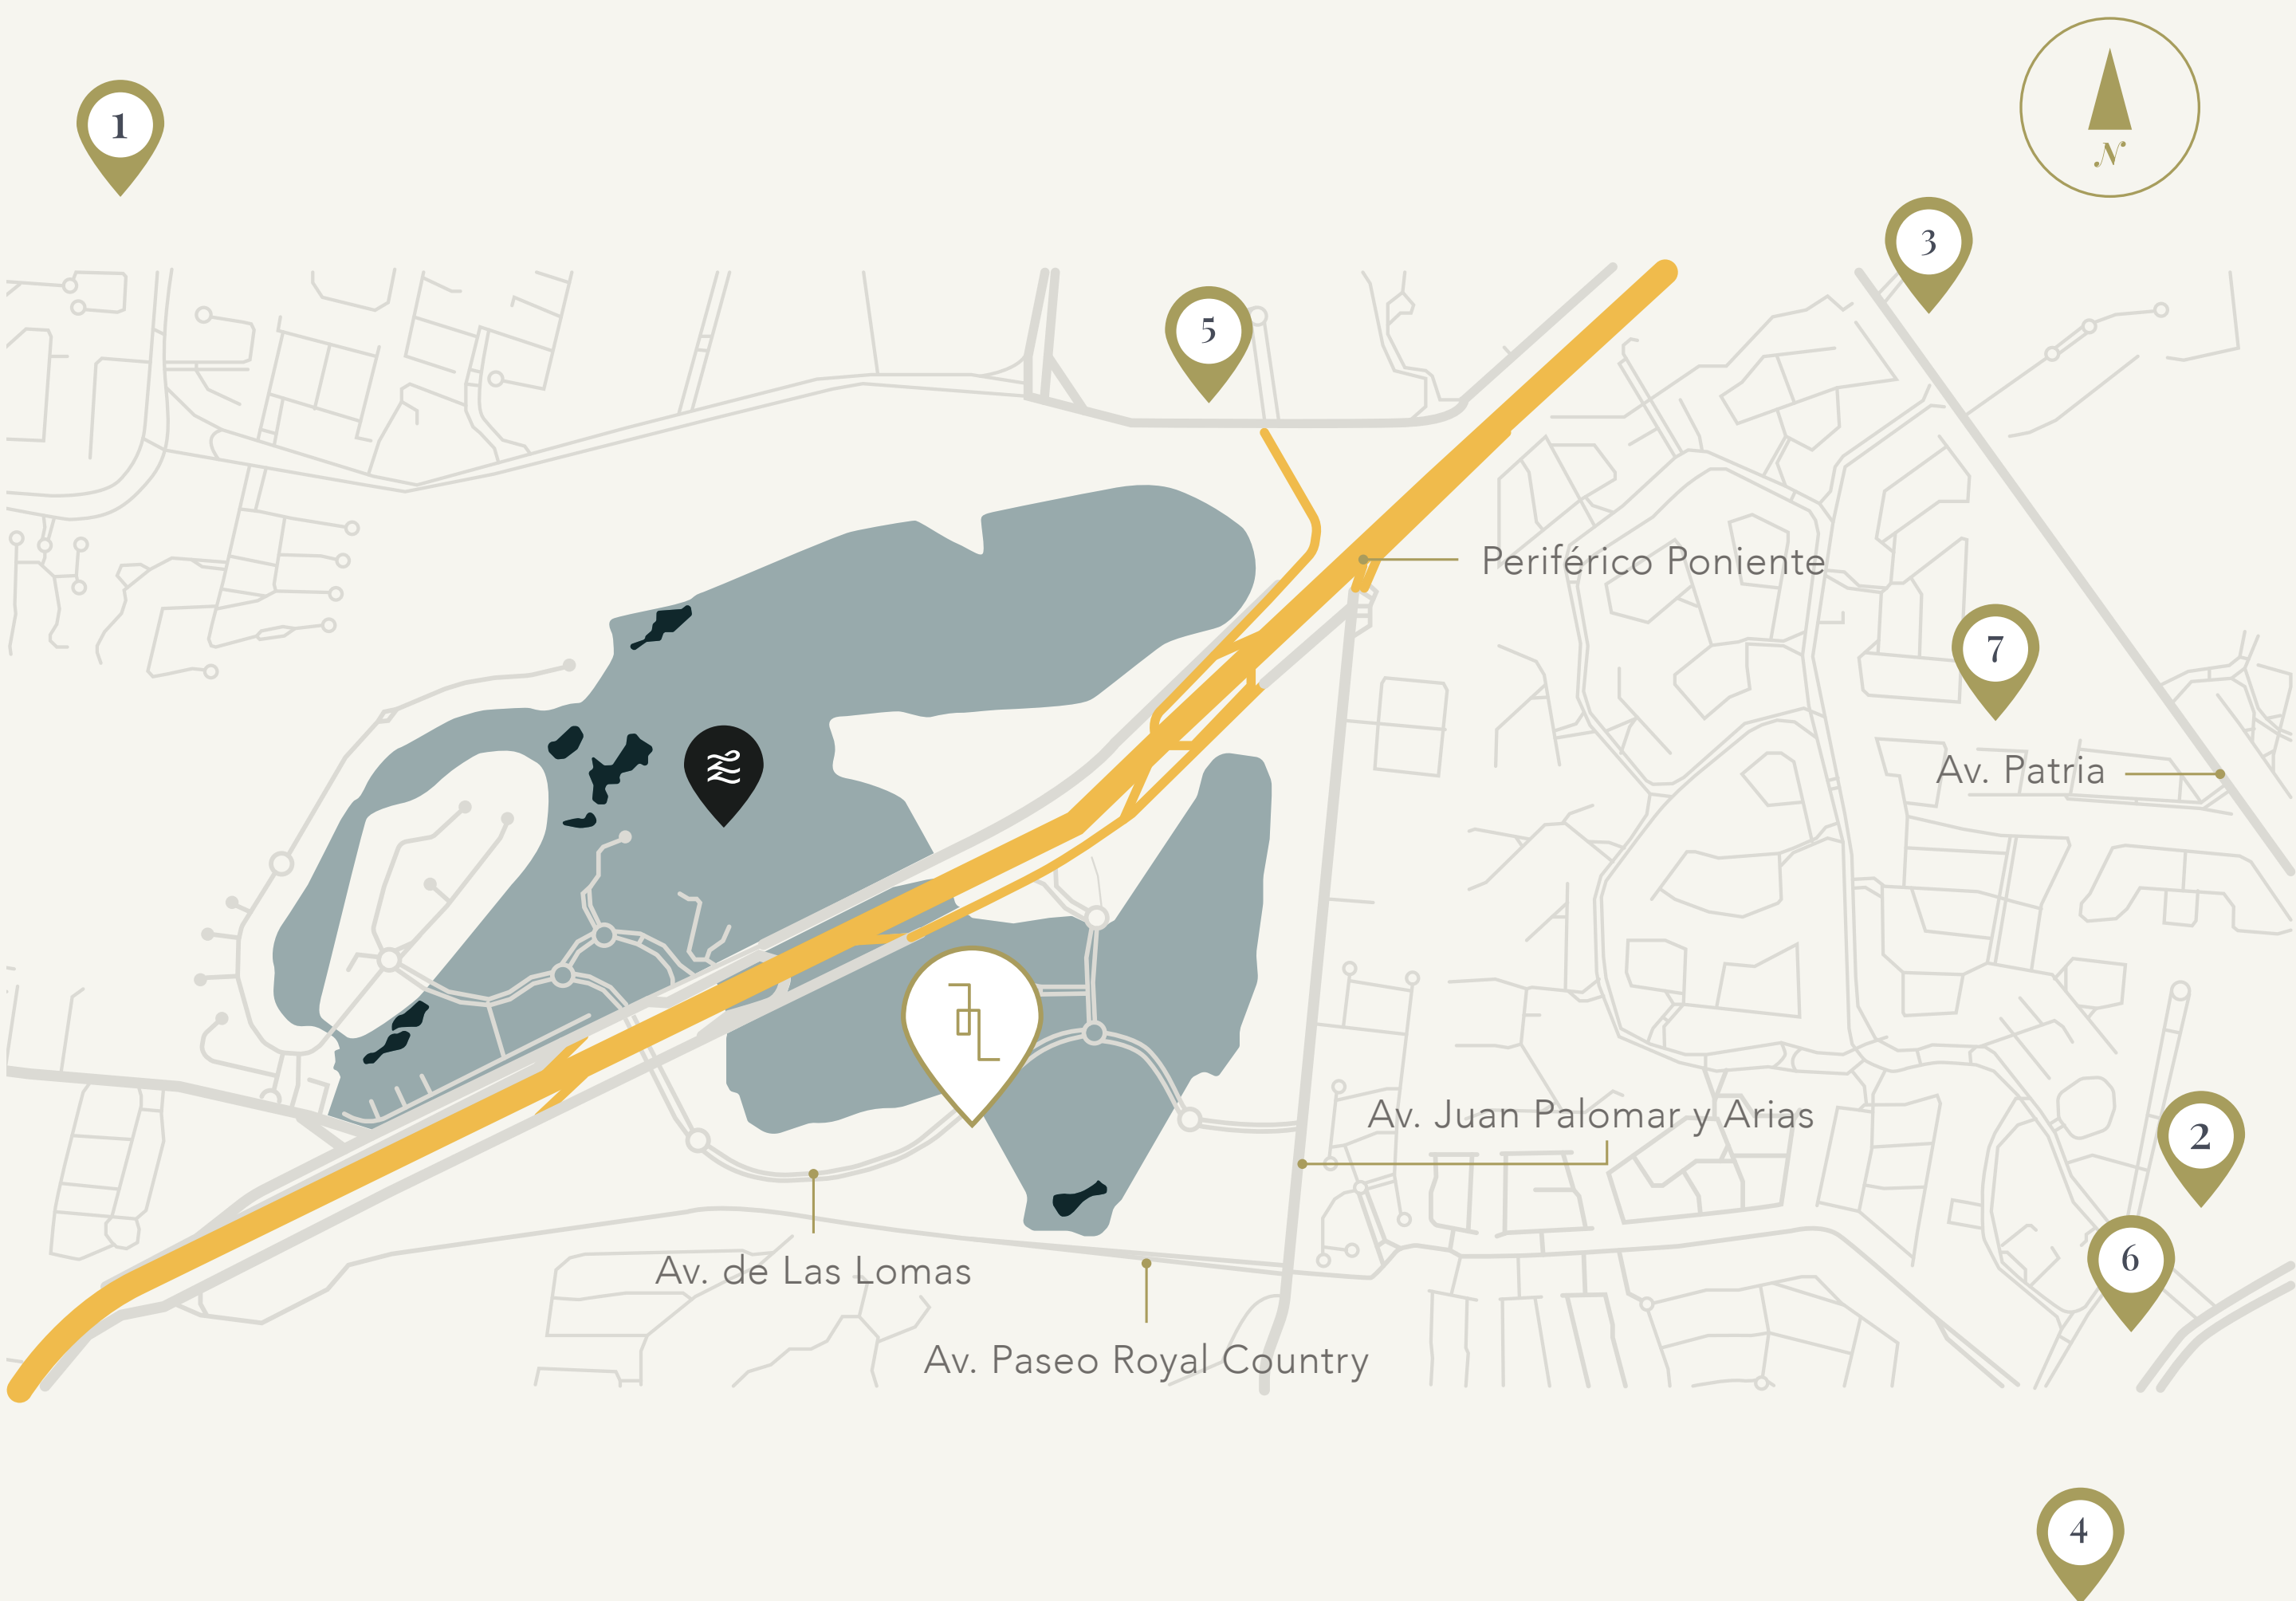 1
N
3
5
Periférico Poniente
7
Av. Patria
Av. Juan Palomar y Arias
2
6
Av. de Las Lomas
Av. Paseo Royal Country
4